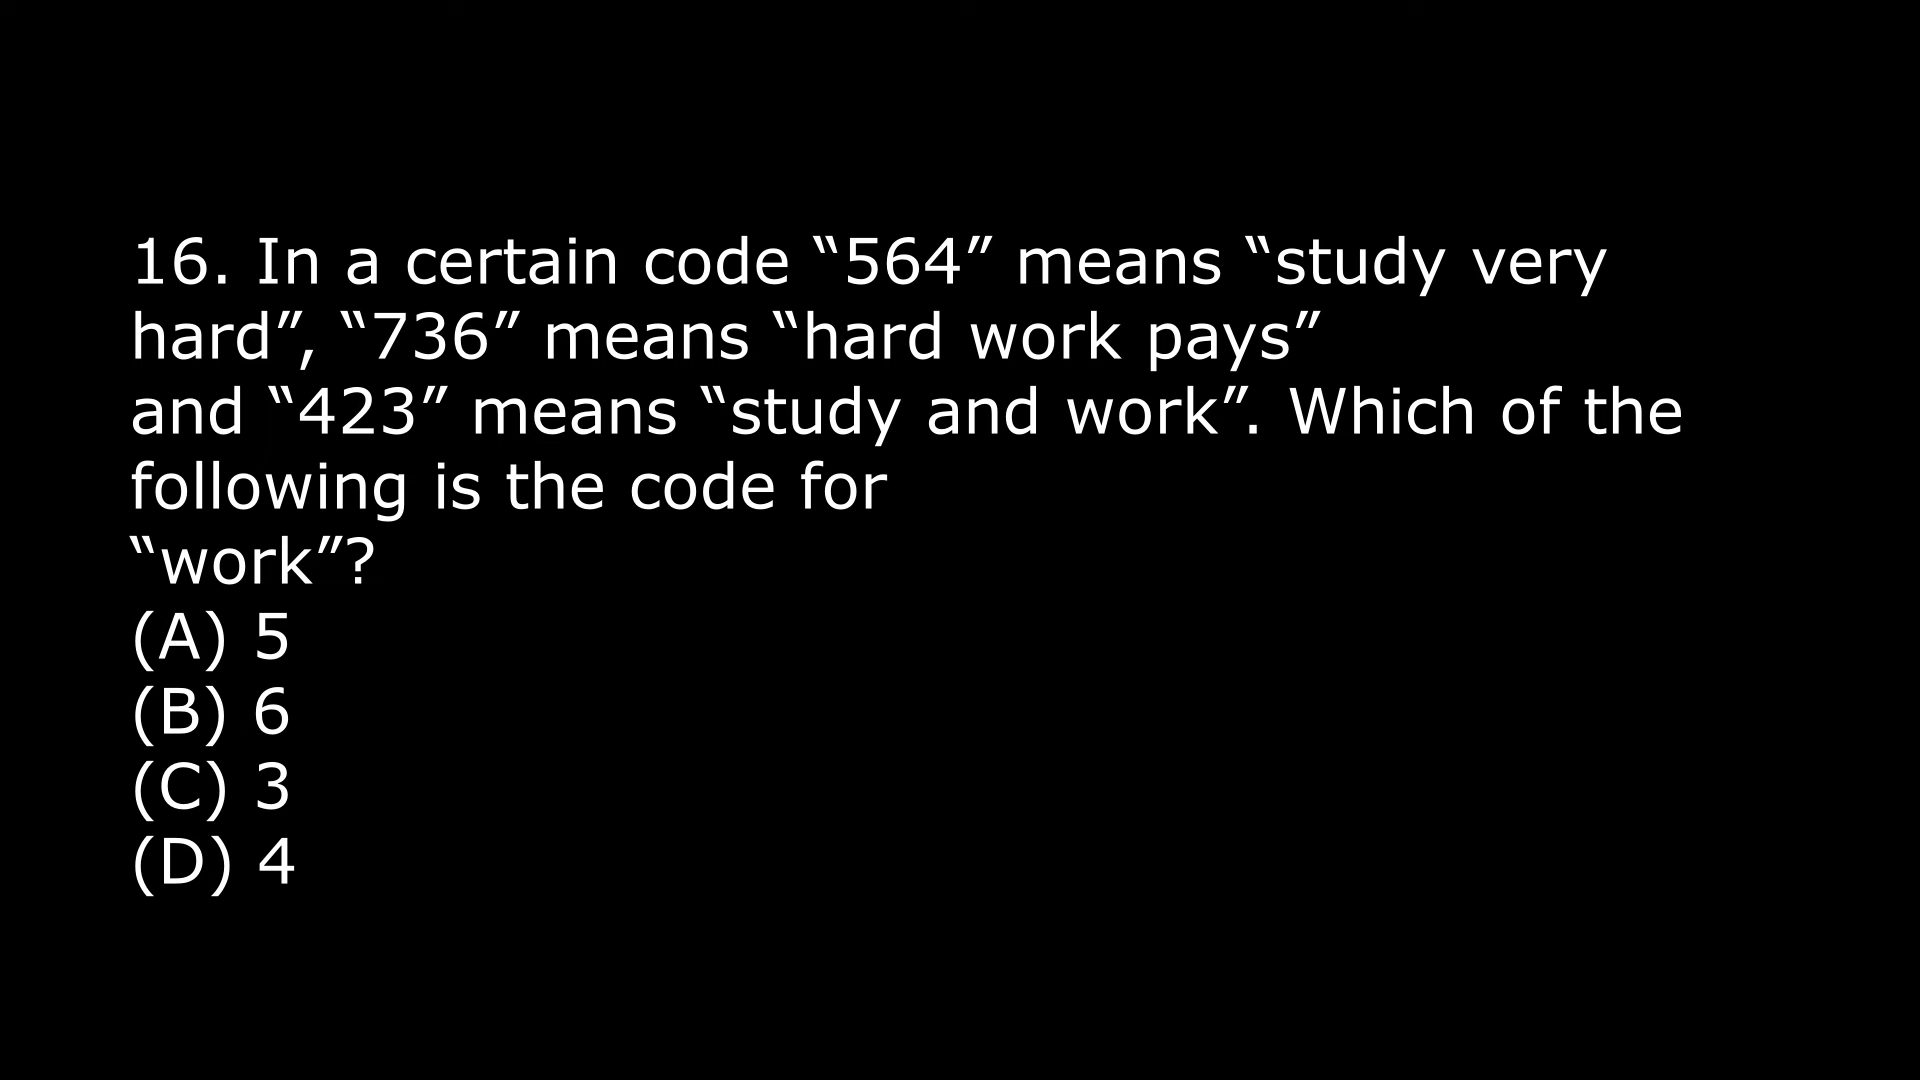 16. In a certain code “564” means “study very
hard”, “736” means “hard work pays”
and “423” means “study and work”. Which of the
following is the code for
“work”?
(A) 5
(B) 6
(C) 3
(D) 4